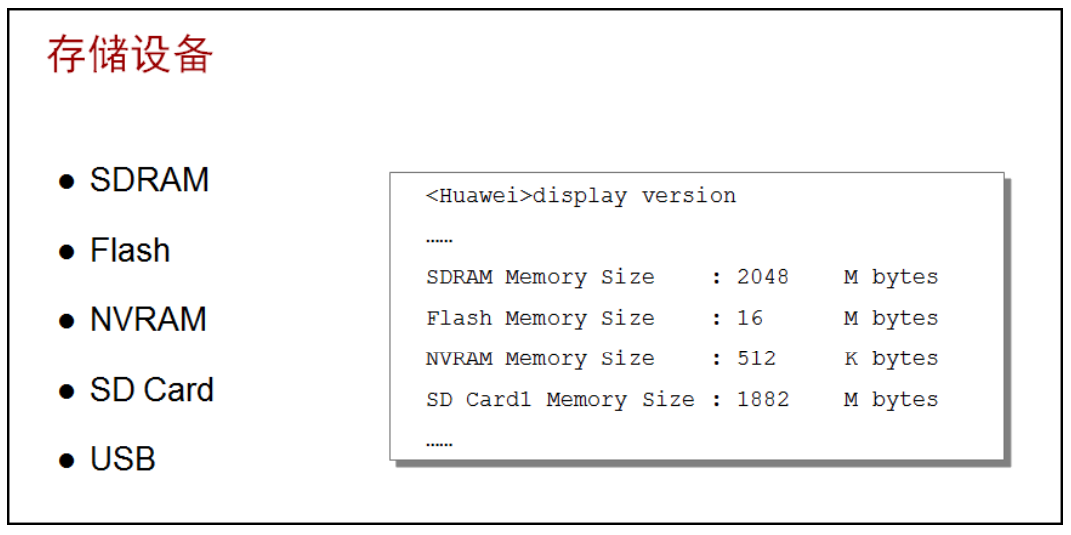 存储设备
● SDRAM
● Flash
● NVRAM
● SD Card
● USB
<Huawei>display version
……
SDRAM Memory Size : 2048 M bytes
Flash Memory Size : 16 M bytes
NVRAM Memory Size : 512 K bytes
SD Card1 Memory Size : 1882 M bytes
……